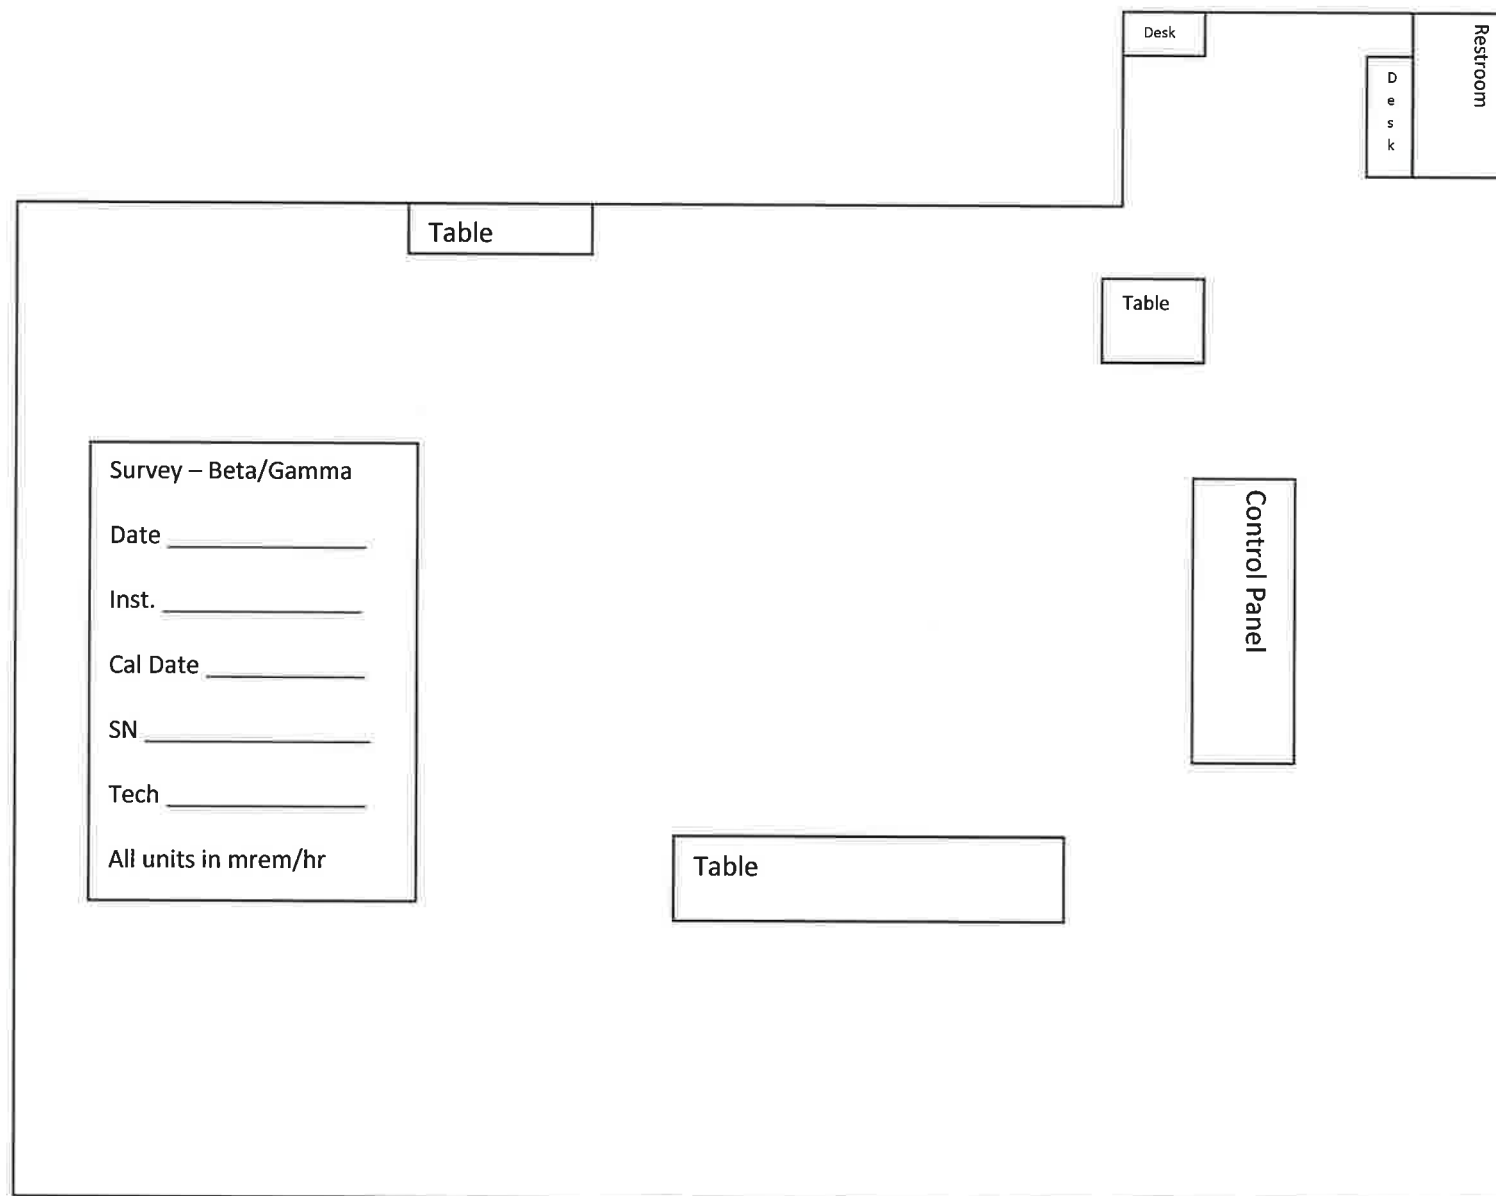 Desk
Restroom
Desk
Table
Table
Survey – Beta/Gamma
Date
Inst.
Cal Date
SN
Tech
All units in mrem/hr
Control Panel
Table